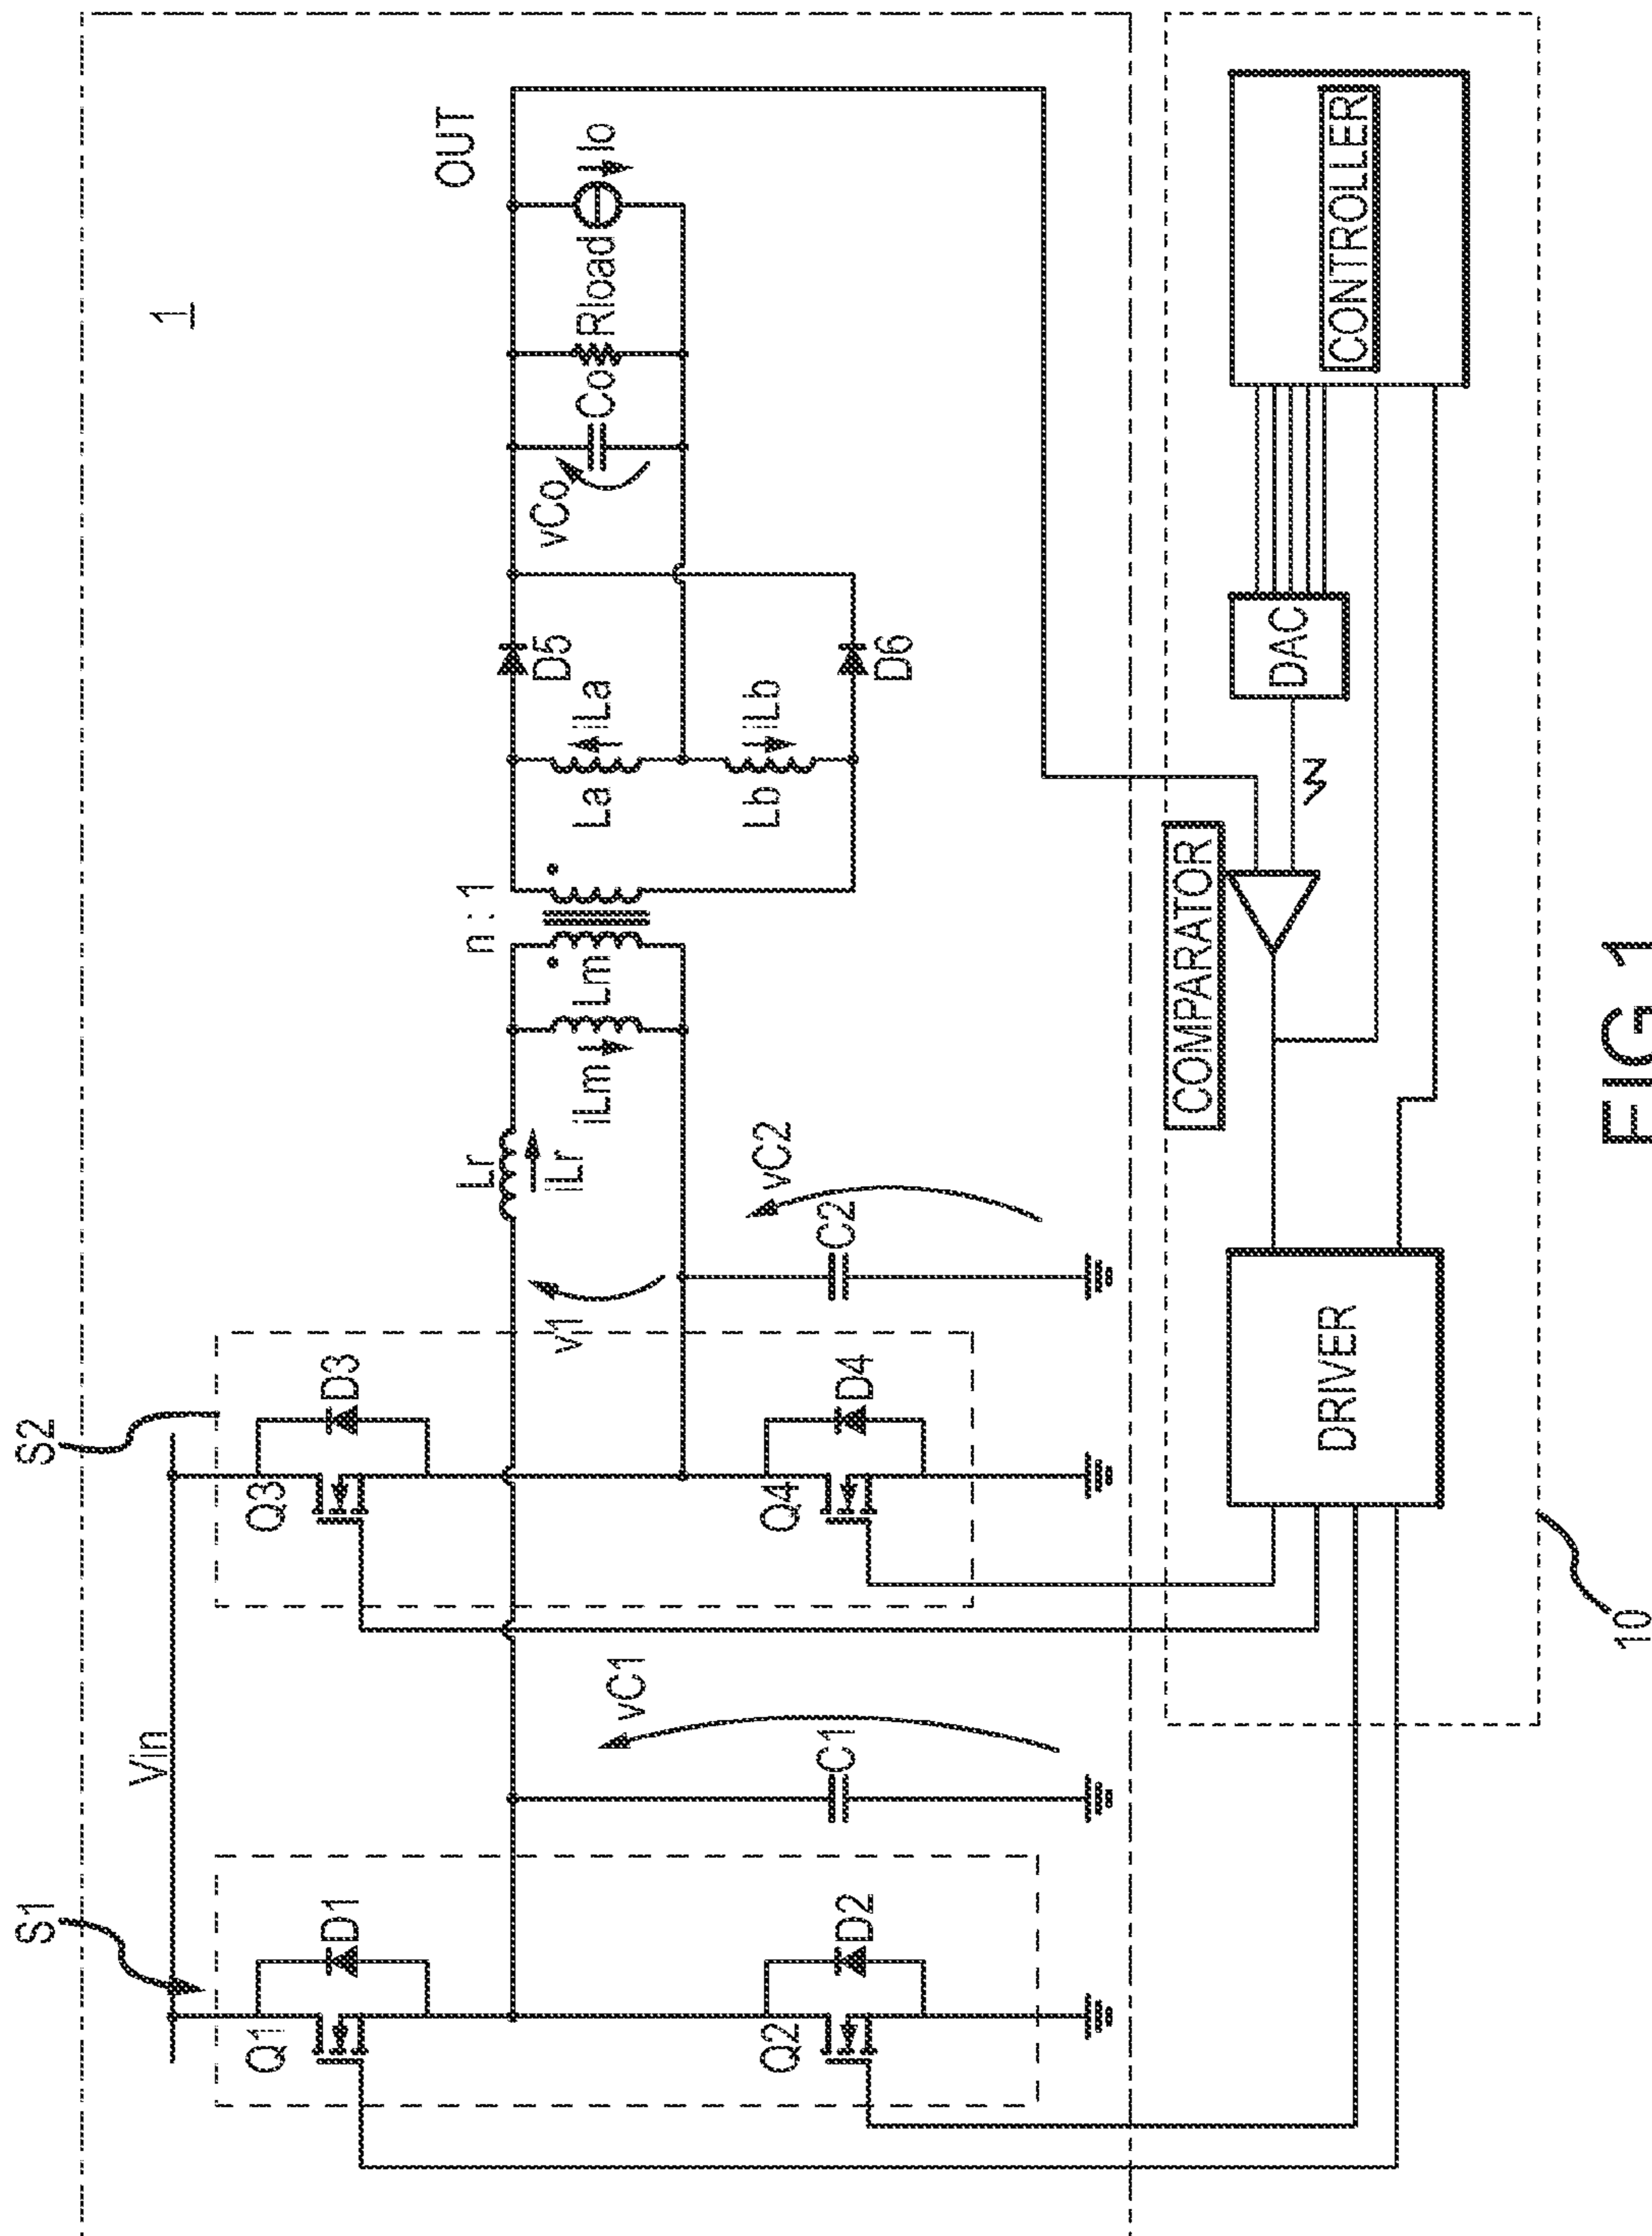 1
S1
S2
Vin
Q1
D1
Q2
D2
Q3
D3
Q4
D4
vC1
C1
v1
vC2
C2
Lr
iLr
iLm
Lm
n : 1
La
iLa
Lb
iLb
D5
D6
vCo
Co
Rload
Io
OUT
COMPARATOR
DAC
CONTROLLER
DRIVER
10
FIG 1